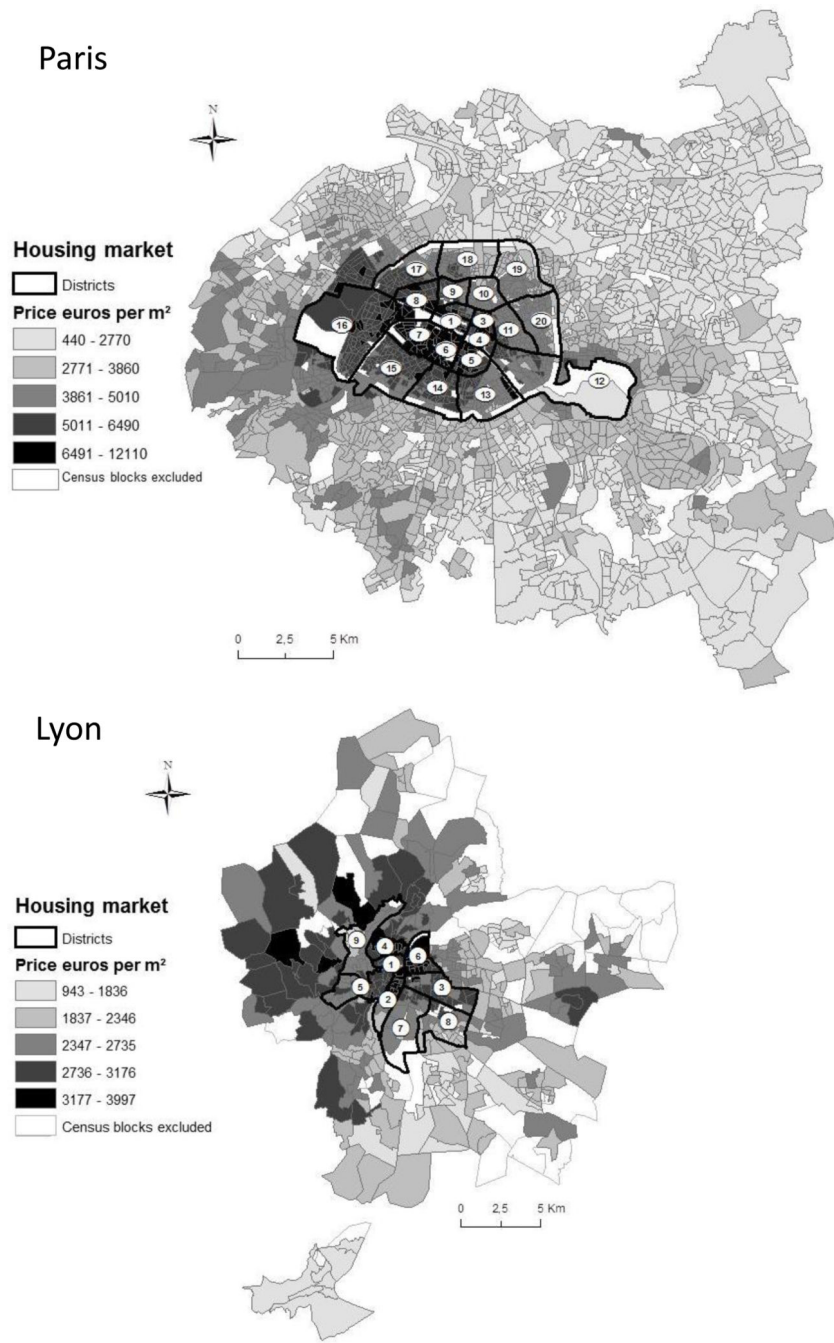 Paris
N
Housing market
Districts
Price euros per m²
440 - 2770
2771 - 3860
3861 - 5010
5011 - 6490
6491 - 12110
Census blocks excluded
17
18
19
8
9
10
16
7
1
3
11
20
4
6
5
15
14
13
12
0 2,5 5 Km
Lyon
N
Housing market
Districts
Price euros per m²
943 - 1836
1837 - 2346
2347 - 2735
2736 - 3176
3177 - 3997
Census blocks excluded
9
4
6
1
5
2
3
7
8
0 2,5 5 Km